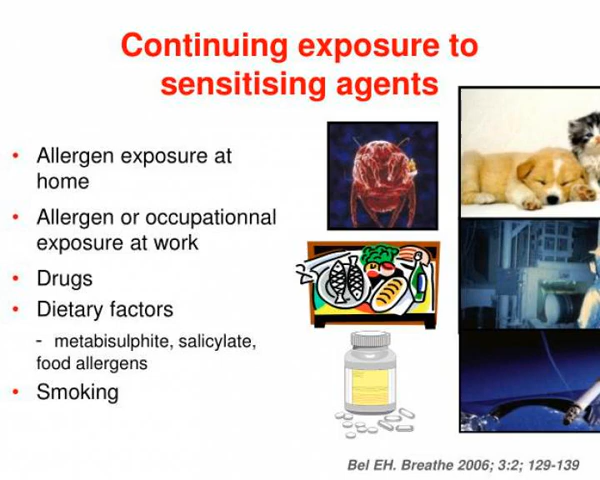 Continuing exposure to
sensitising agents
• Allergen exposure at
home
• Allergen or occupationnal
exposure at work
• Drugs
• Dietary factors
- metabisulphite, salicylate,
food allergens
• Smoking
Bel EH. Breathe 2006; 3:2; 129-139